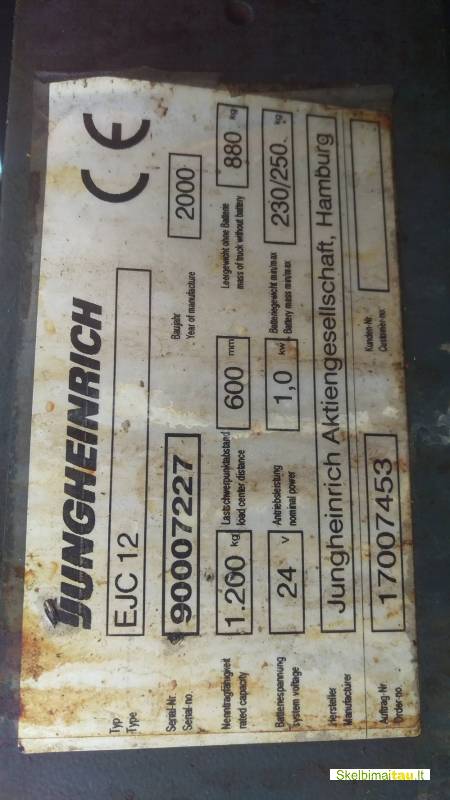 JUNGHEINRICH
CE
Typ
Type
EJC 12
Serial-Nr.
Serial-no.
90007227
Baujahr
Year of manufacture
2000
Nenntragfähigkeit
rated capacity
1.200 kg
Lastschwerpunktabstand
load center distance
600 mm
Leergewicht ohne Batterie
mass of truck without battery
880 kg
Batteriespannung
system voltage
24 V
Antriebsleistung
nominal power
1,0 kw
Batteriegewicht min/max
Battery mass min/max
230/250. kg
Hersteller
Manufacturer
Jungheinrich Aktiengesellschaft, Hamburg
Auftrag-Nr
Order-no.
17007453
Kunden-Nr.
Customer-no.
Skelbimaitau.lt